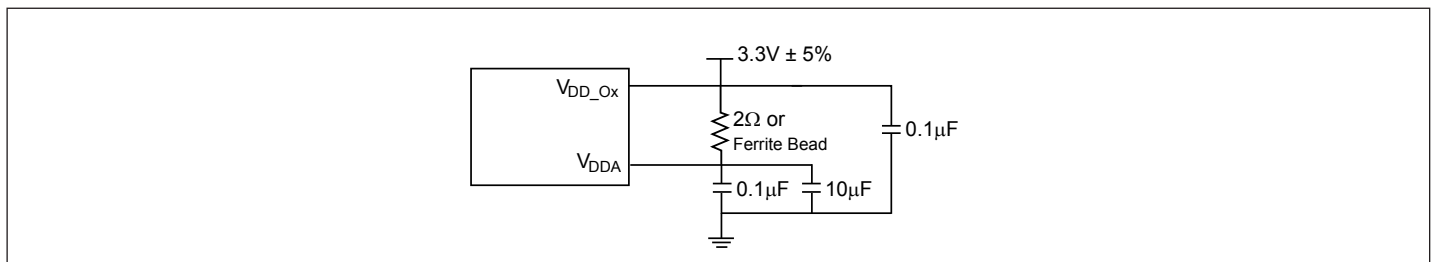 3.3V ± 5%
VDD_Ox
2Ω or
Ferrite Bead
0.1μF
VDDA
0.1μF
10μF